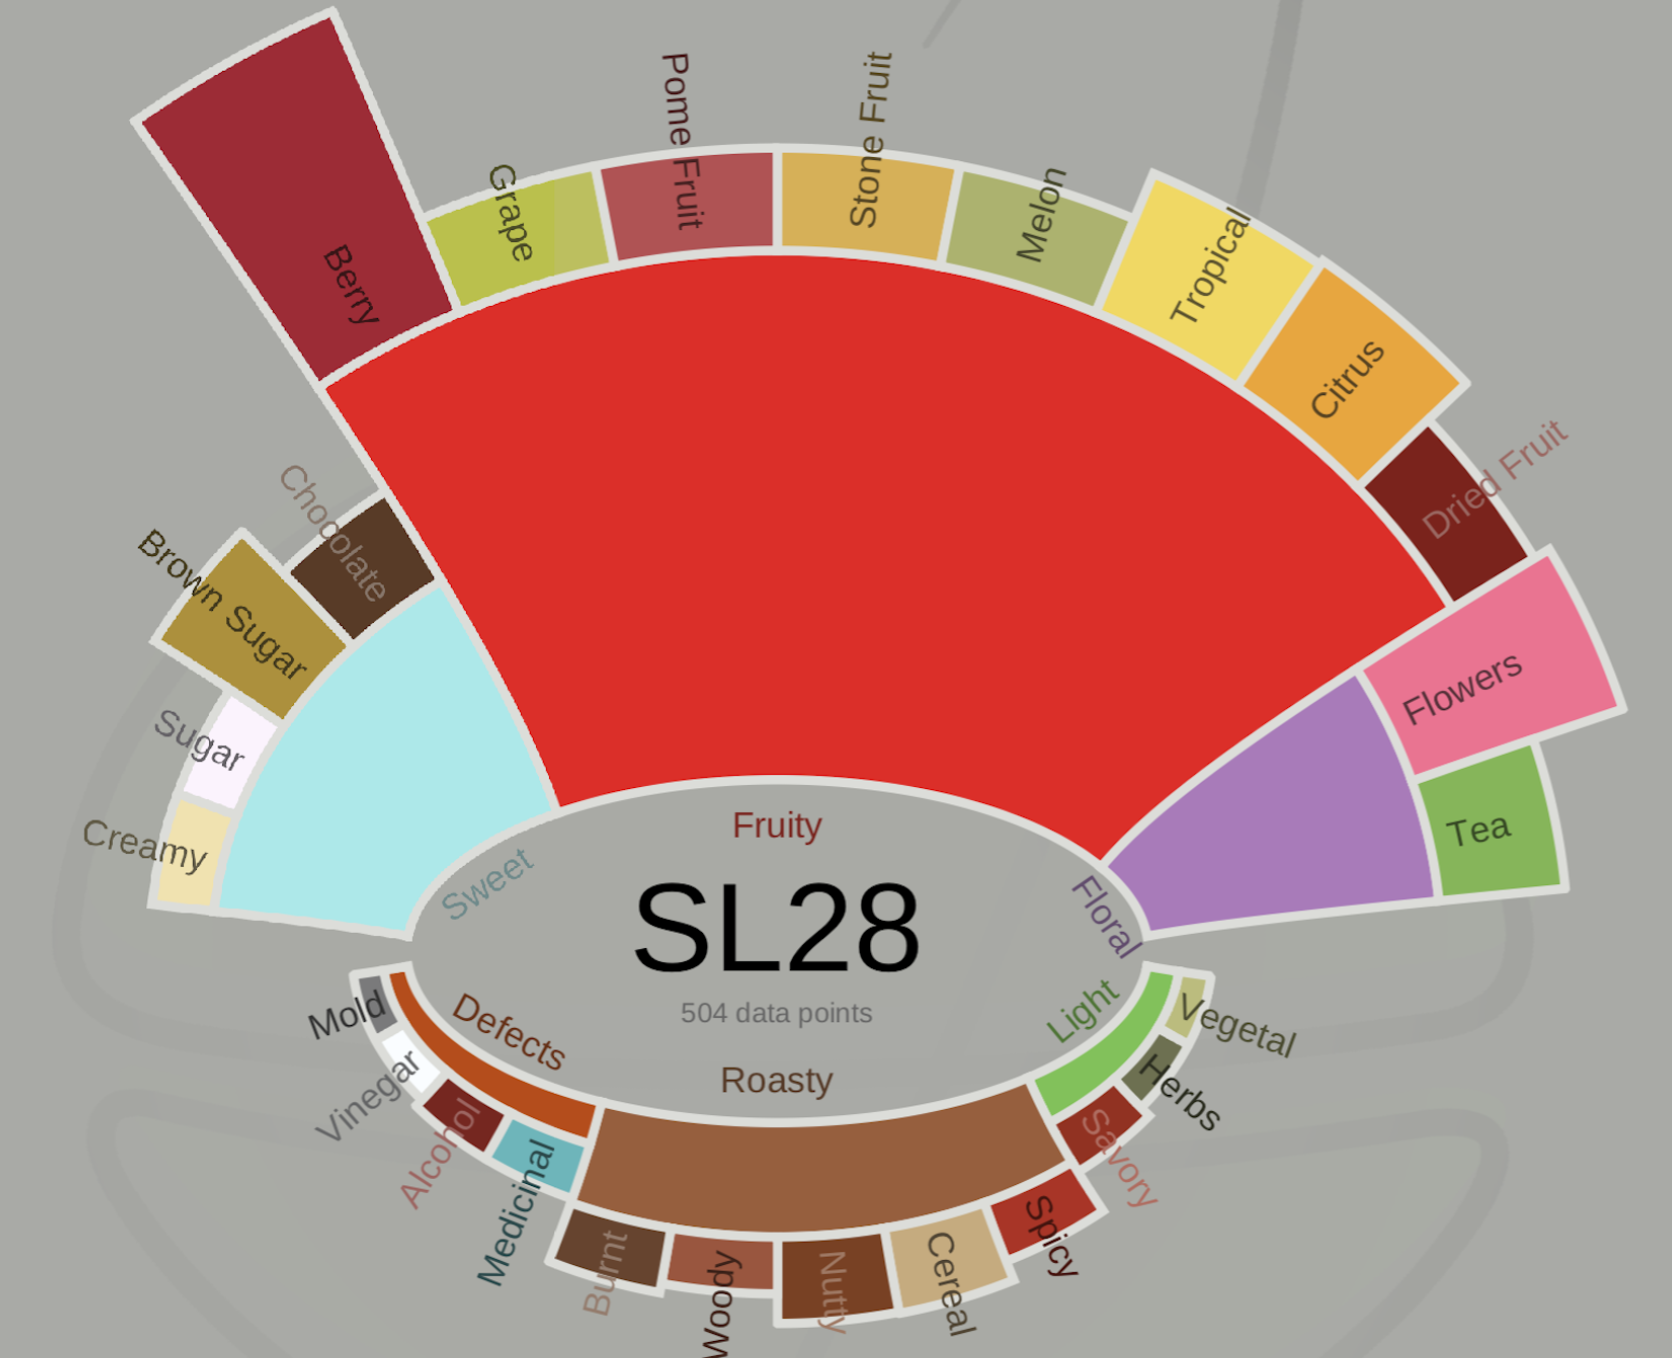 Berry
Grape
Pome Fruit
Stone Fruit
Melon
Tropical
Citrus
Dried Fruit
Flowers
Tea
Chocolate
Brown Sugar
Sugar
Creamy
Fruity
Sweet
Floral
SL28
504 data points
Defects
Roasty
Light
Mold
Vinegar
Alcohol
Medicinal
Burnt
Woody
Nutty
Cereal
Spicy
Savory
Herbs
Vegetal